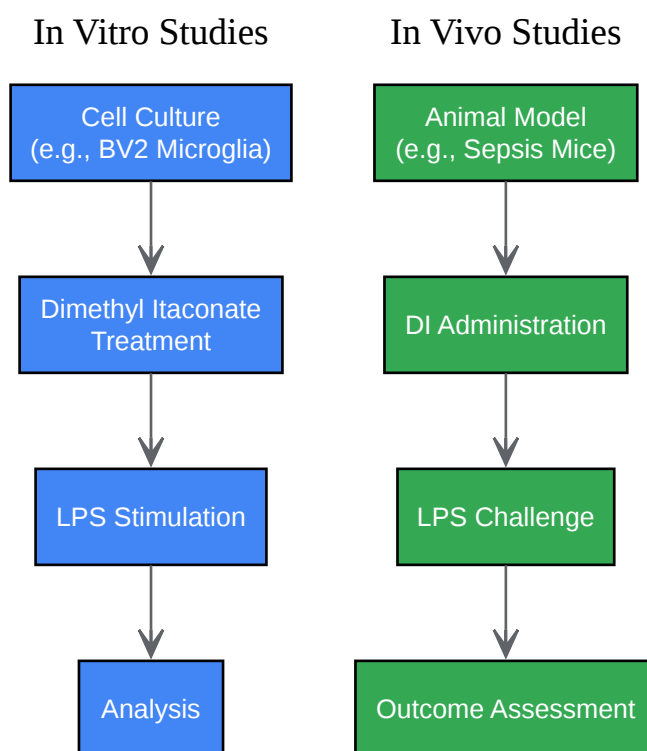 In Vitro Studies
Cell Culture
(e.g., BV2 Microglia)
Dimethyl Itaconate
Treatment
LPS Stimulation
Analysis
In Vivo Studies
Animal Model
(e.g., Sepsis Mice)
DI Administration
LPS Challenge
Outcome Assessment